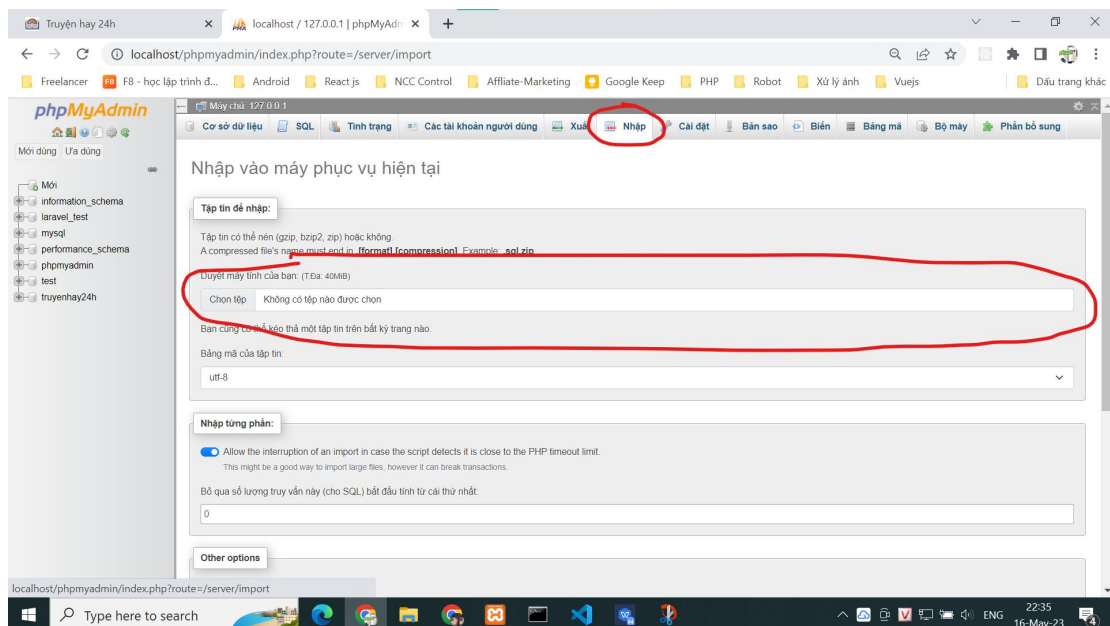 Truyện hay 24h
localhost / 127.0.0.1 | phpMyAdm
localhost/phpmyadmin/index.php?route=/server/import
Freelancer F8 - học lập trình đ... Android React js NCC Control Affliate-Marketing Google Keep PHP Robot Xử lý ảnh Vuejs Dấu trang khác
phpMyAdmin
Mới dùng Ưa dùng
Mới
information_schema
laravel_test
mysql
performance_schema
phpmyadmin
test
truyenhay24h
Máy chủ: 127.0.0.1
Cơ sở dữ liệu SQL Tình trạng Các tài khoản người dùng Xuất Nhập Cài đặt Bản sao Biến Bảng mã Bộ máy Phần bổ sung
Nhập vào máy phục vụ hiện tại
Tập tin để nhập:
Tập tin có thể nén (gzip, bzip2, zip) hoặc không.
A compressed file's name must end in .[format].[compression]. Example: .sql.zip
Duyệt máy tính của bạn: (T.Đa: 40MiB)
Chọn tệp Không có tệp nào được chọn
Bạn cũng có thể kéo thả một tập tin trên bất kỳ trang nào.
Bảng mã của tập tin:
utf-8
Nhập từng phần:
Allow the interruption of an import in case the script detects it is close to the PHP timeout limit.
This might be a good way to import large files, however it can break transactions.
Bỏ qua số lượng truy vấn này (cho SQL) bắt đầu tính từ cái thứ nhất:
0
Other options
localhost/phpmyadmin/index.php?route=/server/import
Type here to search
ENG
22:35
16-May-23
4